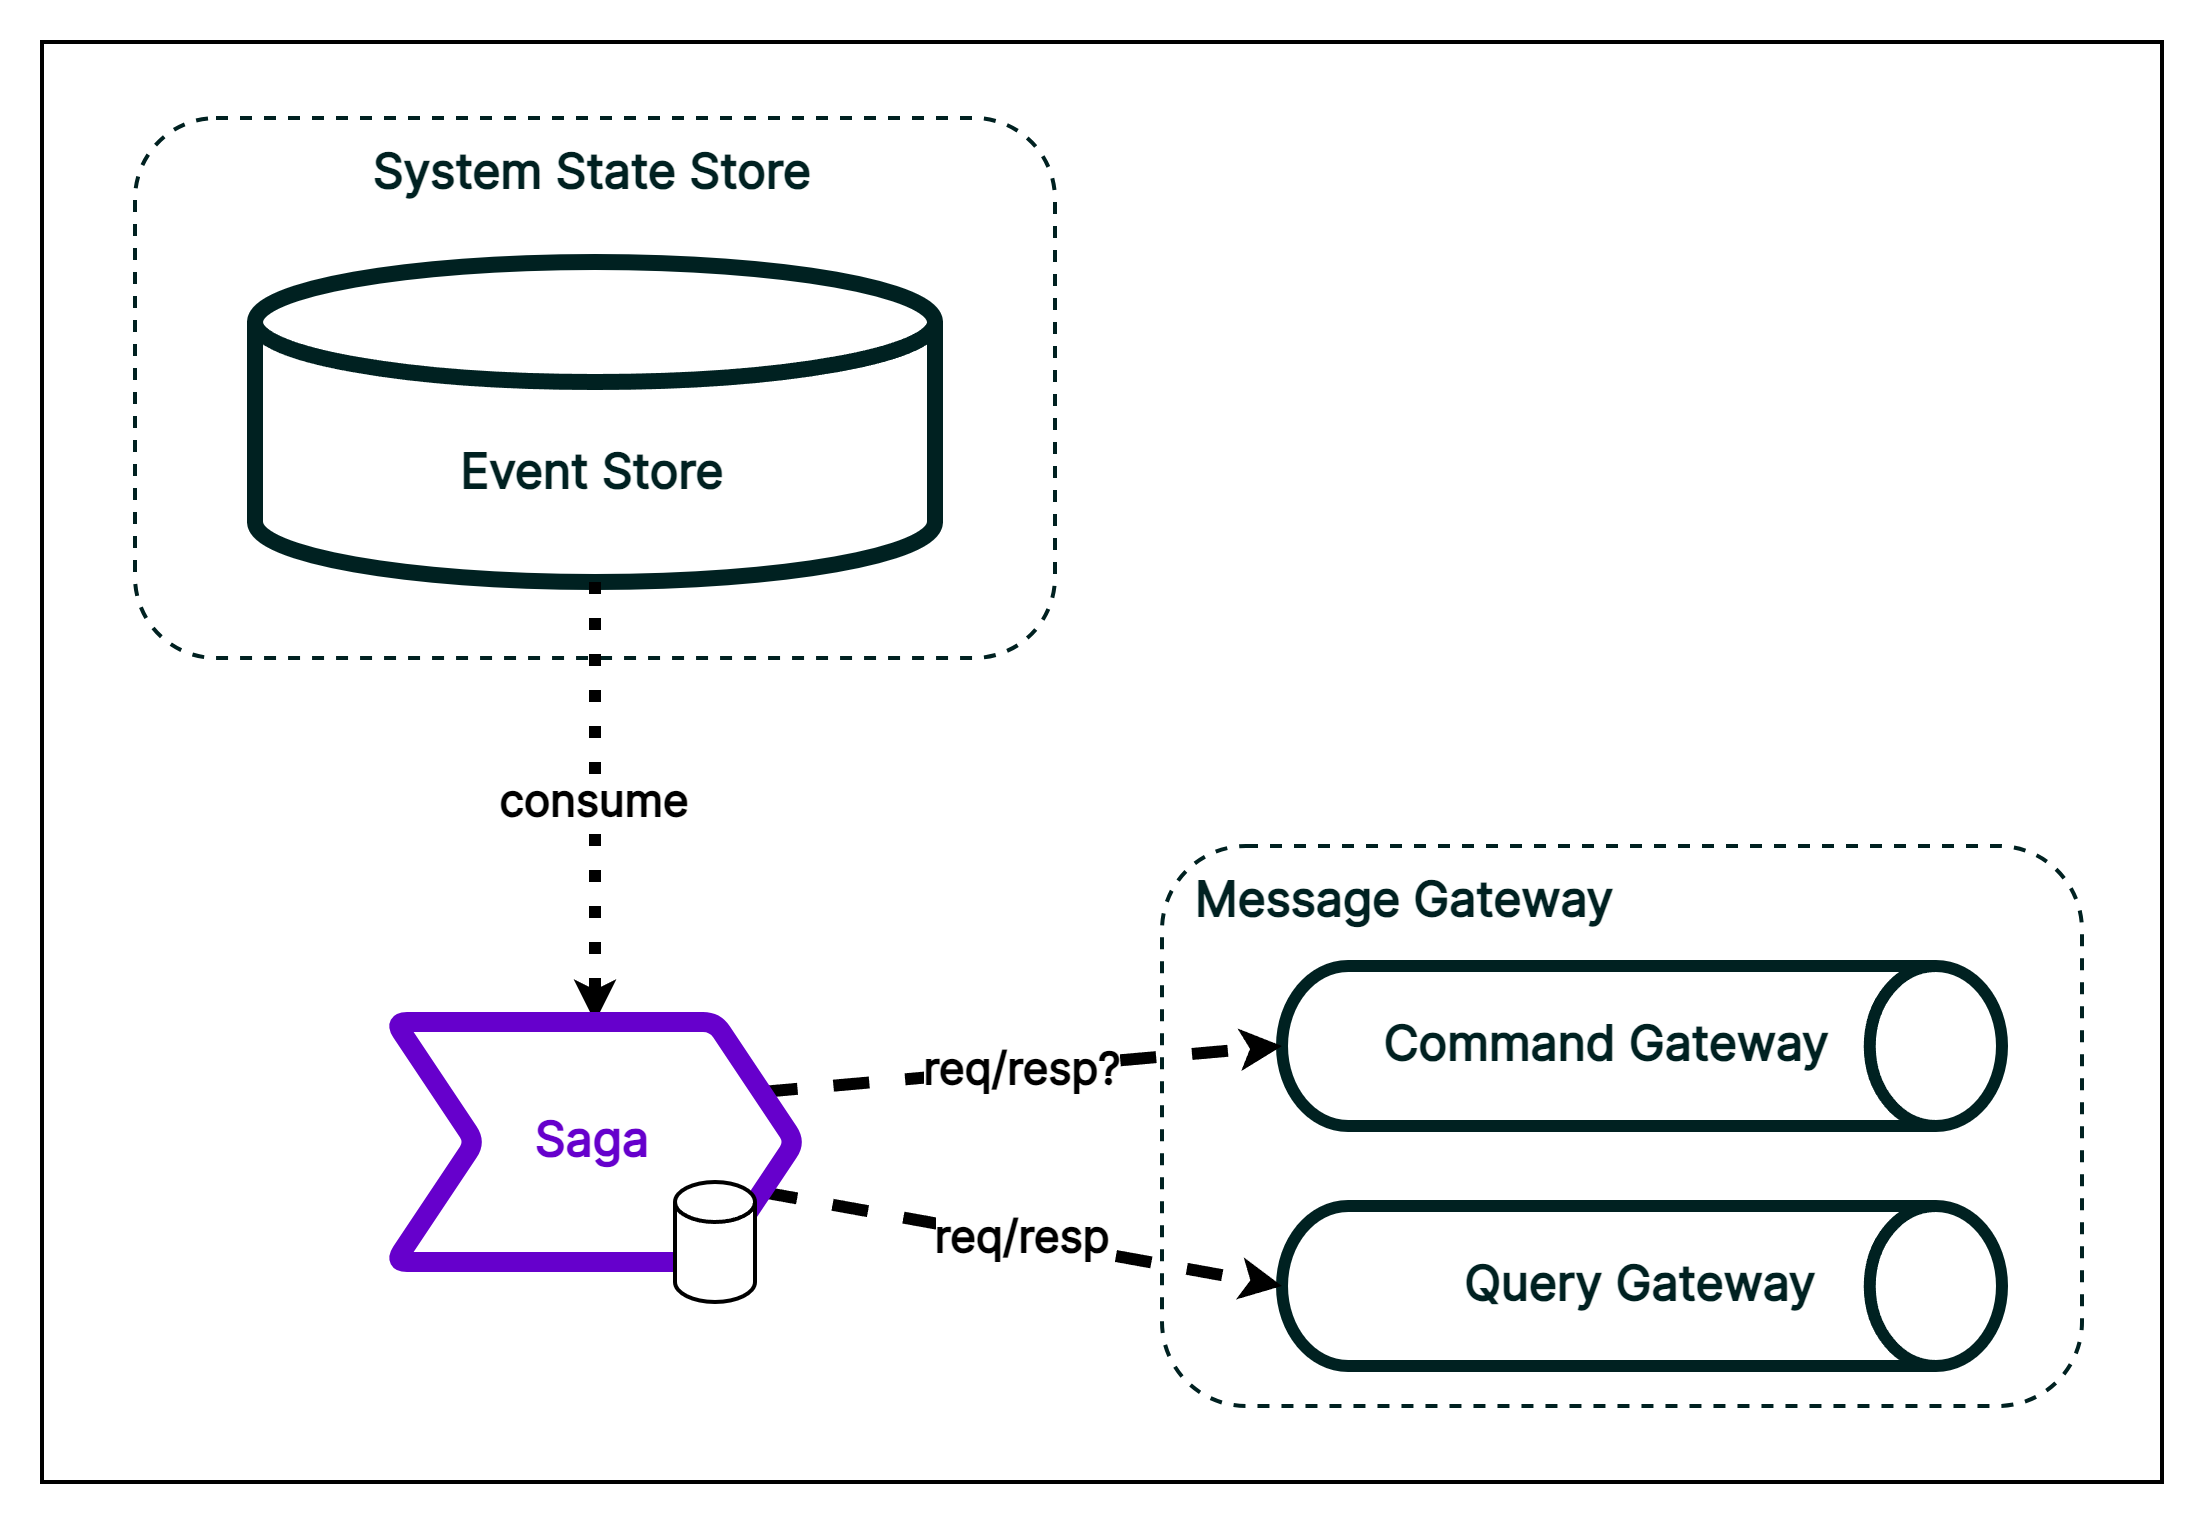 System State Store
Event Store
consume
Message Gateway
Command Gateway
req/resp?
Saga
req/resp
Query Gateway